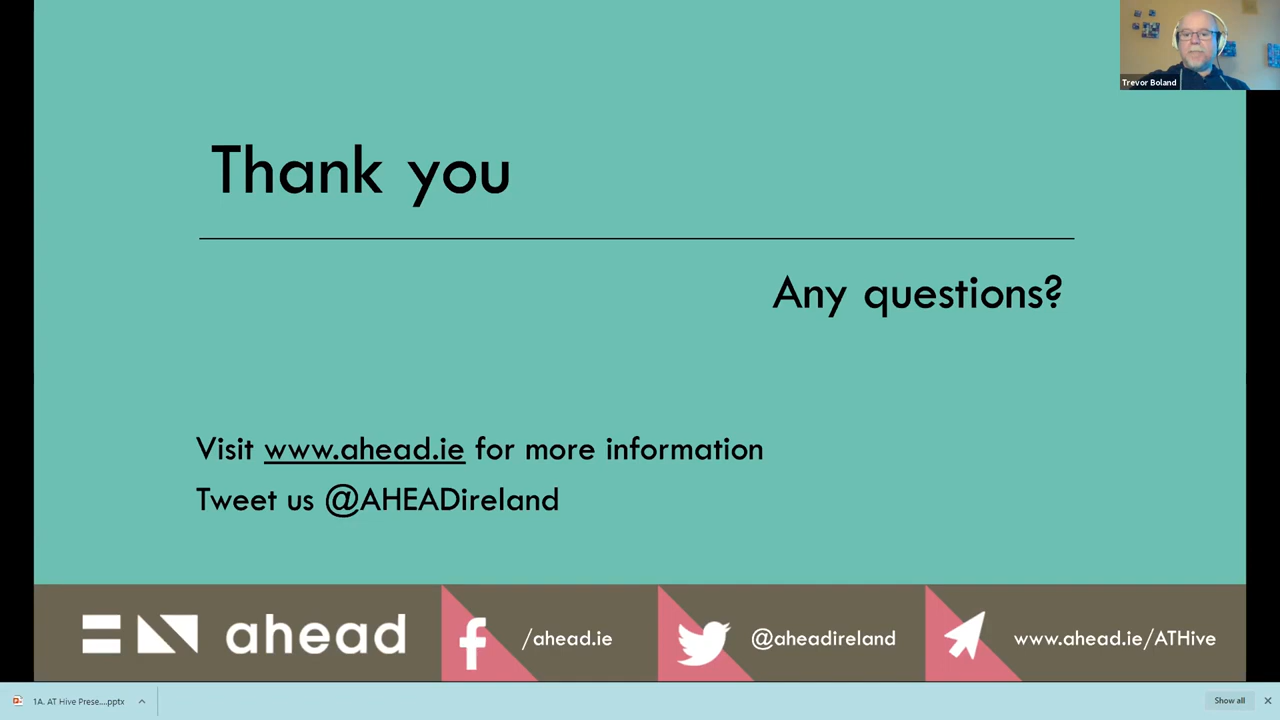 Trevor Boland
Thank you
Any questions?
Visit www.ahead.ie for more information
Tweet us @AHEADireland
ahead
/ahead.ie
@aheadireland
www.ahead.ie/ATHive
1A. AT Hive Prese....pptx
Show all